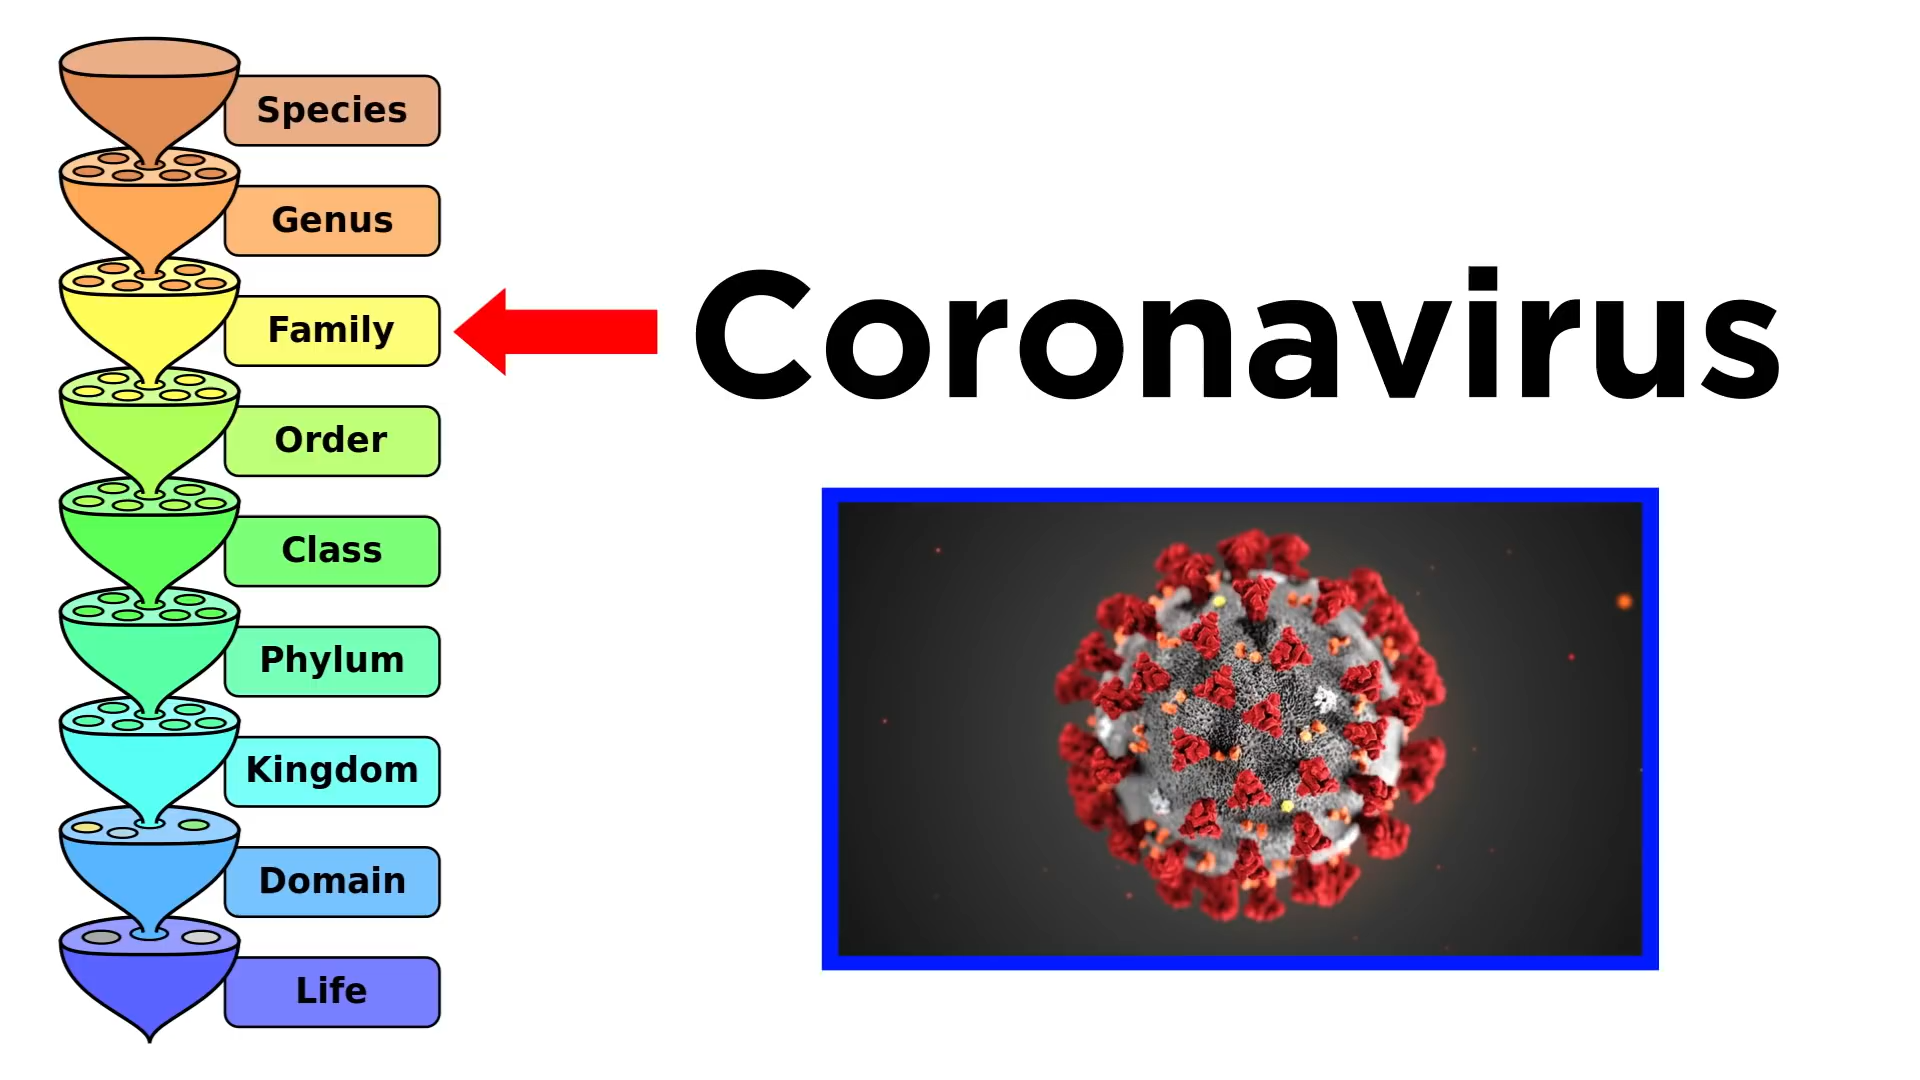 Species
Genus
Family
Order
Class
Phylum
Kingdom
Domain
Life
Coronavirus